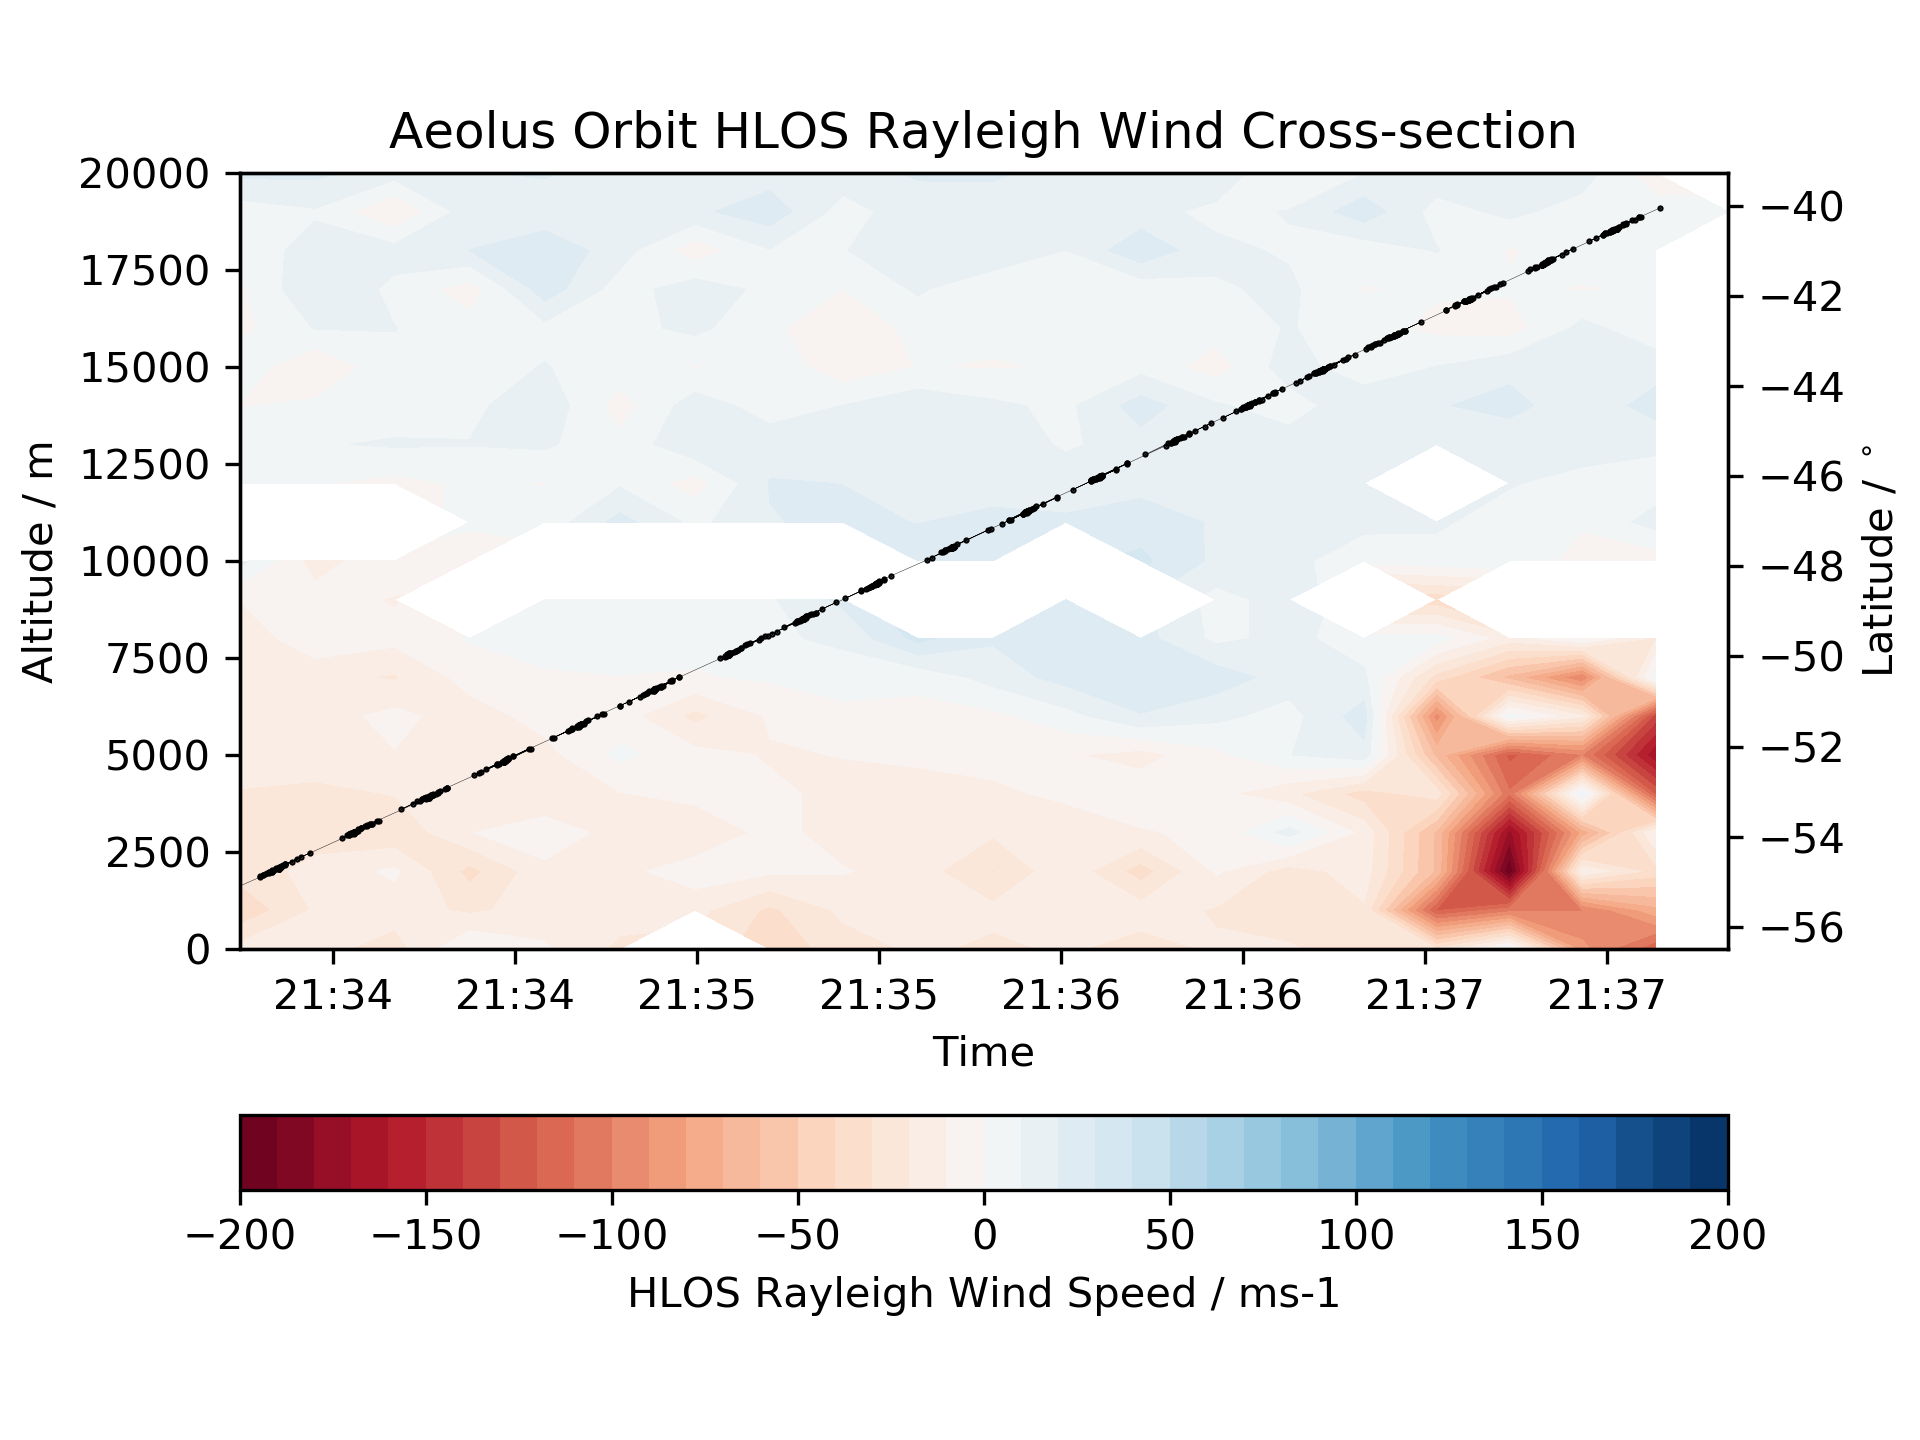 Aeolus Orbit HLOS Rayleigh Wind Cross-section
20000
17500
15000
12500
10000
7500
5000
2500
0
Altitude / m
−40
−42
−44
−46
−48
−50
−52
−54
−56
Latitude / °
21:34 21:34 21:35 21:35 21:36 21:36 21:37 21:37
Time
−200 −150 −100 −50 0 50 100 150 200
HLOS Rayleigh Wind Speed / ms-1